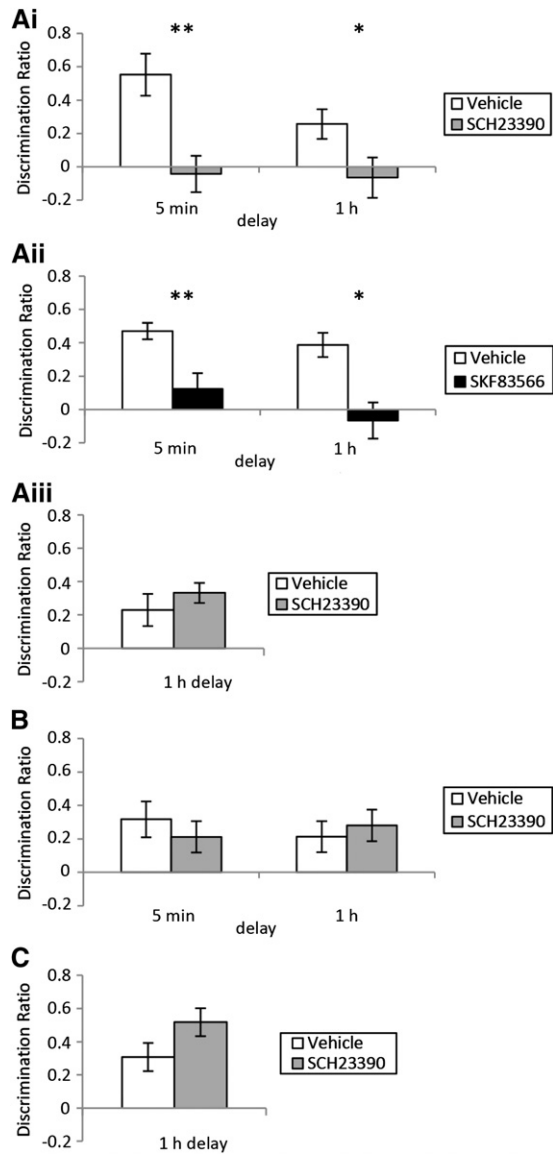 Ai
Discrimination Ratio
0.8
0.6
0.4
0.2
0
-0.2
** *
5 min 1 h
delay
Vehicle
SCH23390
Aii
Discrimination Ratio
0.8
0.6
0.4
0.2
0
-0.2
** *
5 min 1 h
delay
Vehicle
SKF83566
Aiii
Discrimination Ratio
0.8
0.6
0.4
0.2
0
-0.2
1 h delay
Vehicle
SCH23390
B
Discrimination Ratio
0.8
0.6
0.4
0.2
0
-0.2
5 min 1 h
delay
Vehicle
SCH23390
C
Discrimination Ratio
0.8
0.6
0.4
0.2
0
-0.2
1 h delay
Vehicle
SCH23390